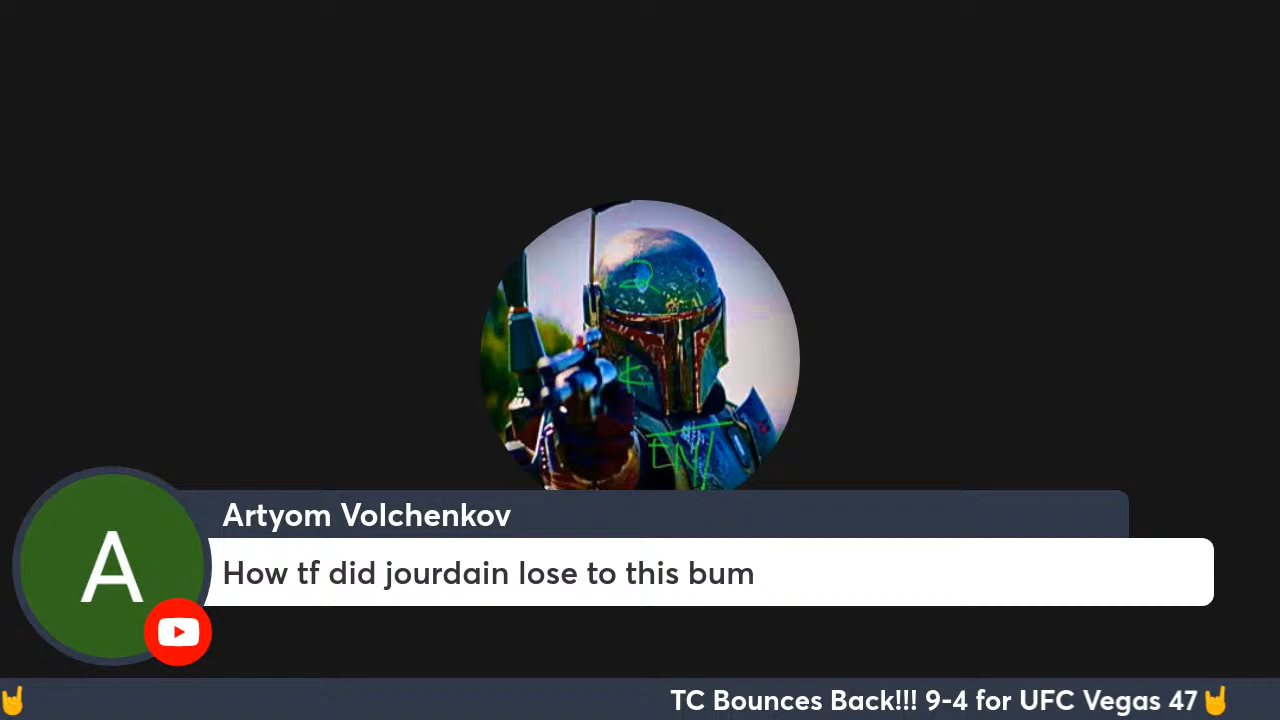 Artyom Volchenkov
A
How tf did jourdain lose to this bum
🤘 TC Bounces Back!!! 9-4 for UFC Vegas 47🤘